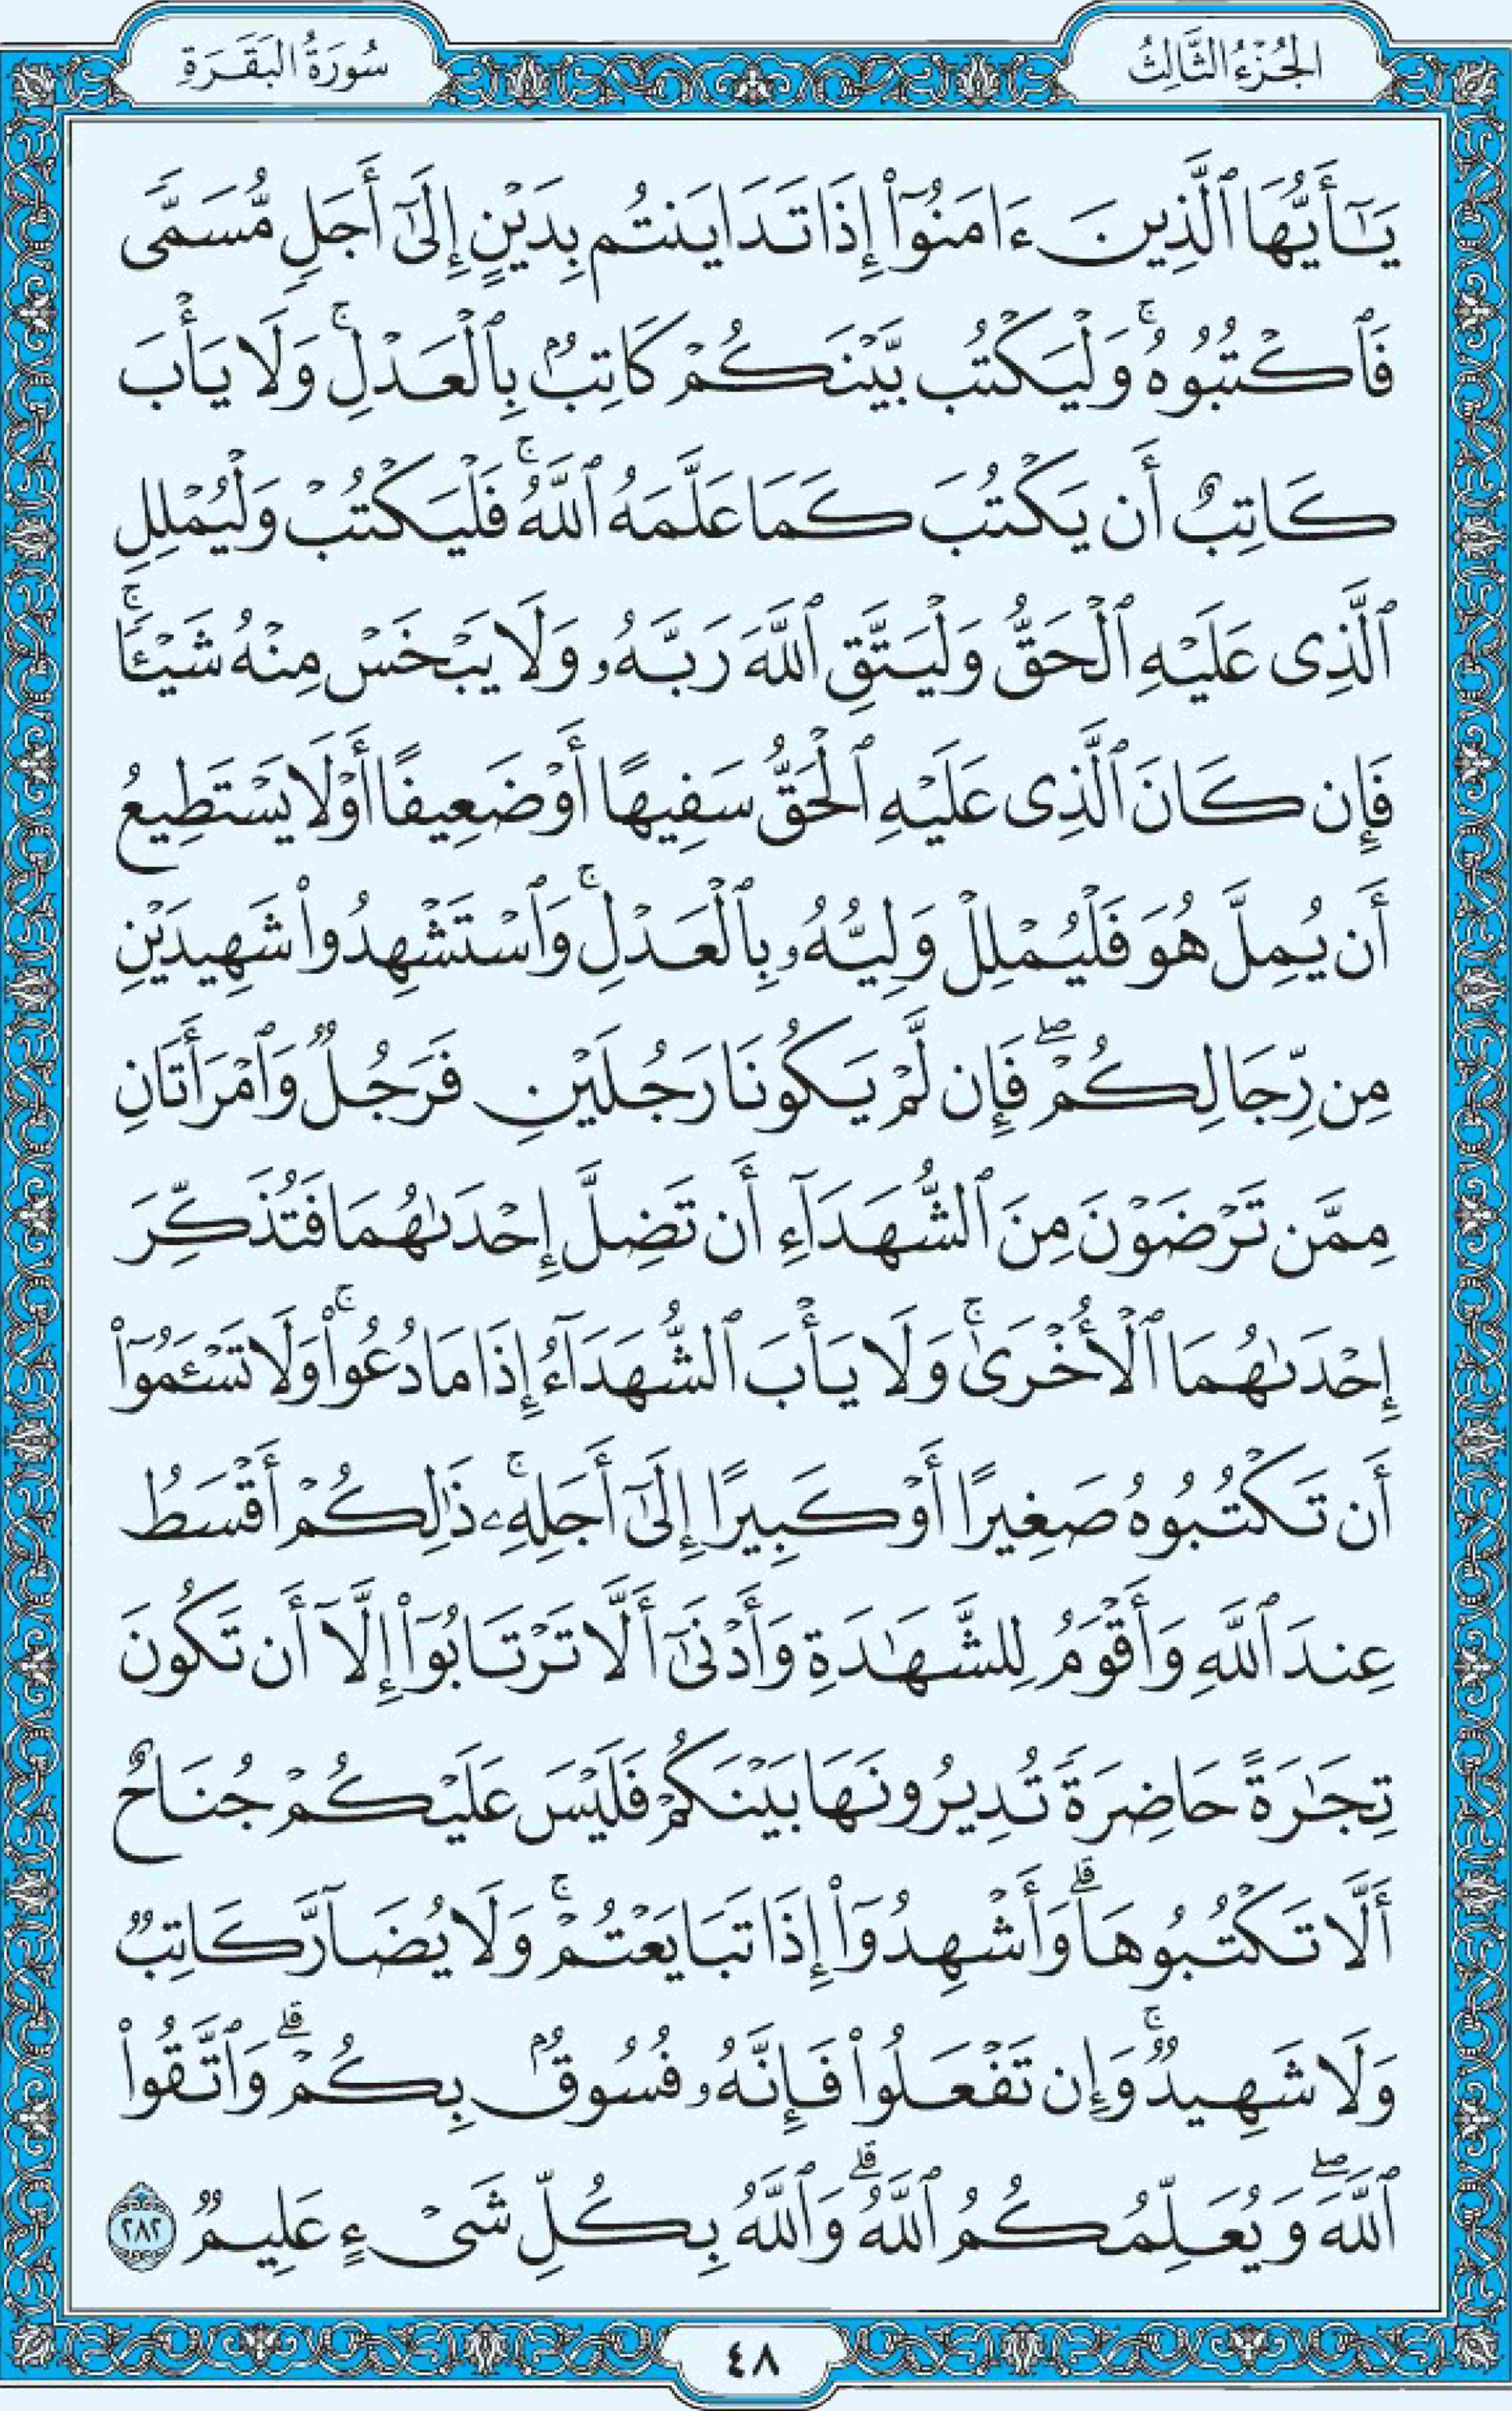 الجُزْءُ الثَّالِثُ
سُورَةُ البَقَرَةِ
يَٰٓأَيُّهَا ٱلَّذِينَ ءَامَنُوٓا۟ إِذَا تَدَايَنتُم بِدَيْنٍ إِلَىٰٓ أَجَلٍ مُّسَمًّى
فَٱكْتُبُوهُ ۚ وَلْيَكْتُب بَّيْنَكُمْ كَاتِبٌۢ بِٱلْعَدْلِ ۚ وَلَا يَأْبَ
كَاتِبٌ أَن يَكْتُبَ كَمَا عَلَّمَهُ ٱللَّهُ ۚ فَلْيَكْتُبْ وَلْيُمْلِلِ
ٱلَّذِى عَلَيْهِ ٱلْحَقُّ وَلْيَتَّقِ ٱللَّهَ رَبَّهُۥ وَلَا يَبْخَسْ مِنْهُ شَيْـًٔا ۚ
فَإِن كَانَ ٱلَّذِى عَلَيْهِ ٱلْحَقُّ سَفِيهًا أَوْ ضَعِيفًا أَوْ لَا يَسْتَطِيعُ
أَن يُمِلَّ هُوَ فَلْيُمْلِلْ وَلِيُّهُۥ بِٱلْعَدْلِ ۚ وَٱسْتَشْهِدُوا۟ شَهِيدَيْنِ
مِن رِّجَالِكُمْ ۖ فَإِن لَّمْ يَكُونَا رَجُلَيْنِ فَرَجُلٌ وَٱمْرَأَتَانِ
مِمَّن تَرْضَوْنَ مِنَ ٱلشُّهَدَآءِ أَن تَضِلَّ إِحْدَىٰهُمَا فَتُذَكِّرَ
إِحْدَىٰهُمَا ٱلْأُخْرَىٰ ۚ وَلَا يَأْبَ ٱلشُّهَدَآءُ إِذَا مَا دُعُوا۟ ۚ وَلَا تَسْـَٔمُوٓا۟
أَن تَكْتُبُوهُ صَغِيرًا أَوْ كَبِيرًا إِلَىٰٓ أَجَلِهِۦ ۚ ذَٰلِكُمْ أَقْسَطُ
عِندَ ٱللَّهِ وَأَقْوَمُ لِلشَّهَٰدَةِ وَأَدْنَىٰٓ أَلَّا تَرْتَابُوٓا۟ إِلَّآ أَن تَكُونَ
تِجَٰرَةً حَاضِرَةً تُدِيرُونَهَا بَيْنَكُمْ فَلَيْسَ عَلَيْكُمْ جُنَاحٌ
أَلَّا تَكْتُبُوهَا ۗ وَأَشْهِدُوٓا۟ إِذَا تَبَايَعْتُمْ ۚ وَلَا يُضَآرَّ كَاتِبٌ
وَلَا شَهِيدٌ ۚ وَإِن تَفْعَلُوا۟ فَإِنَّهُۥ فُسُوقٌۢ بِكُمْ ۗ وَٱتَّقُوا۟
ٱللَّهَ ۖ وَيُعَلِّمُكُمُ ٱللَّهُ ۗ وَٱللَّهُ بِكُلِّ شَىْءٍ عَلِيمٌ ٢٨٢
٤٨